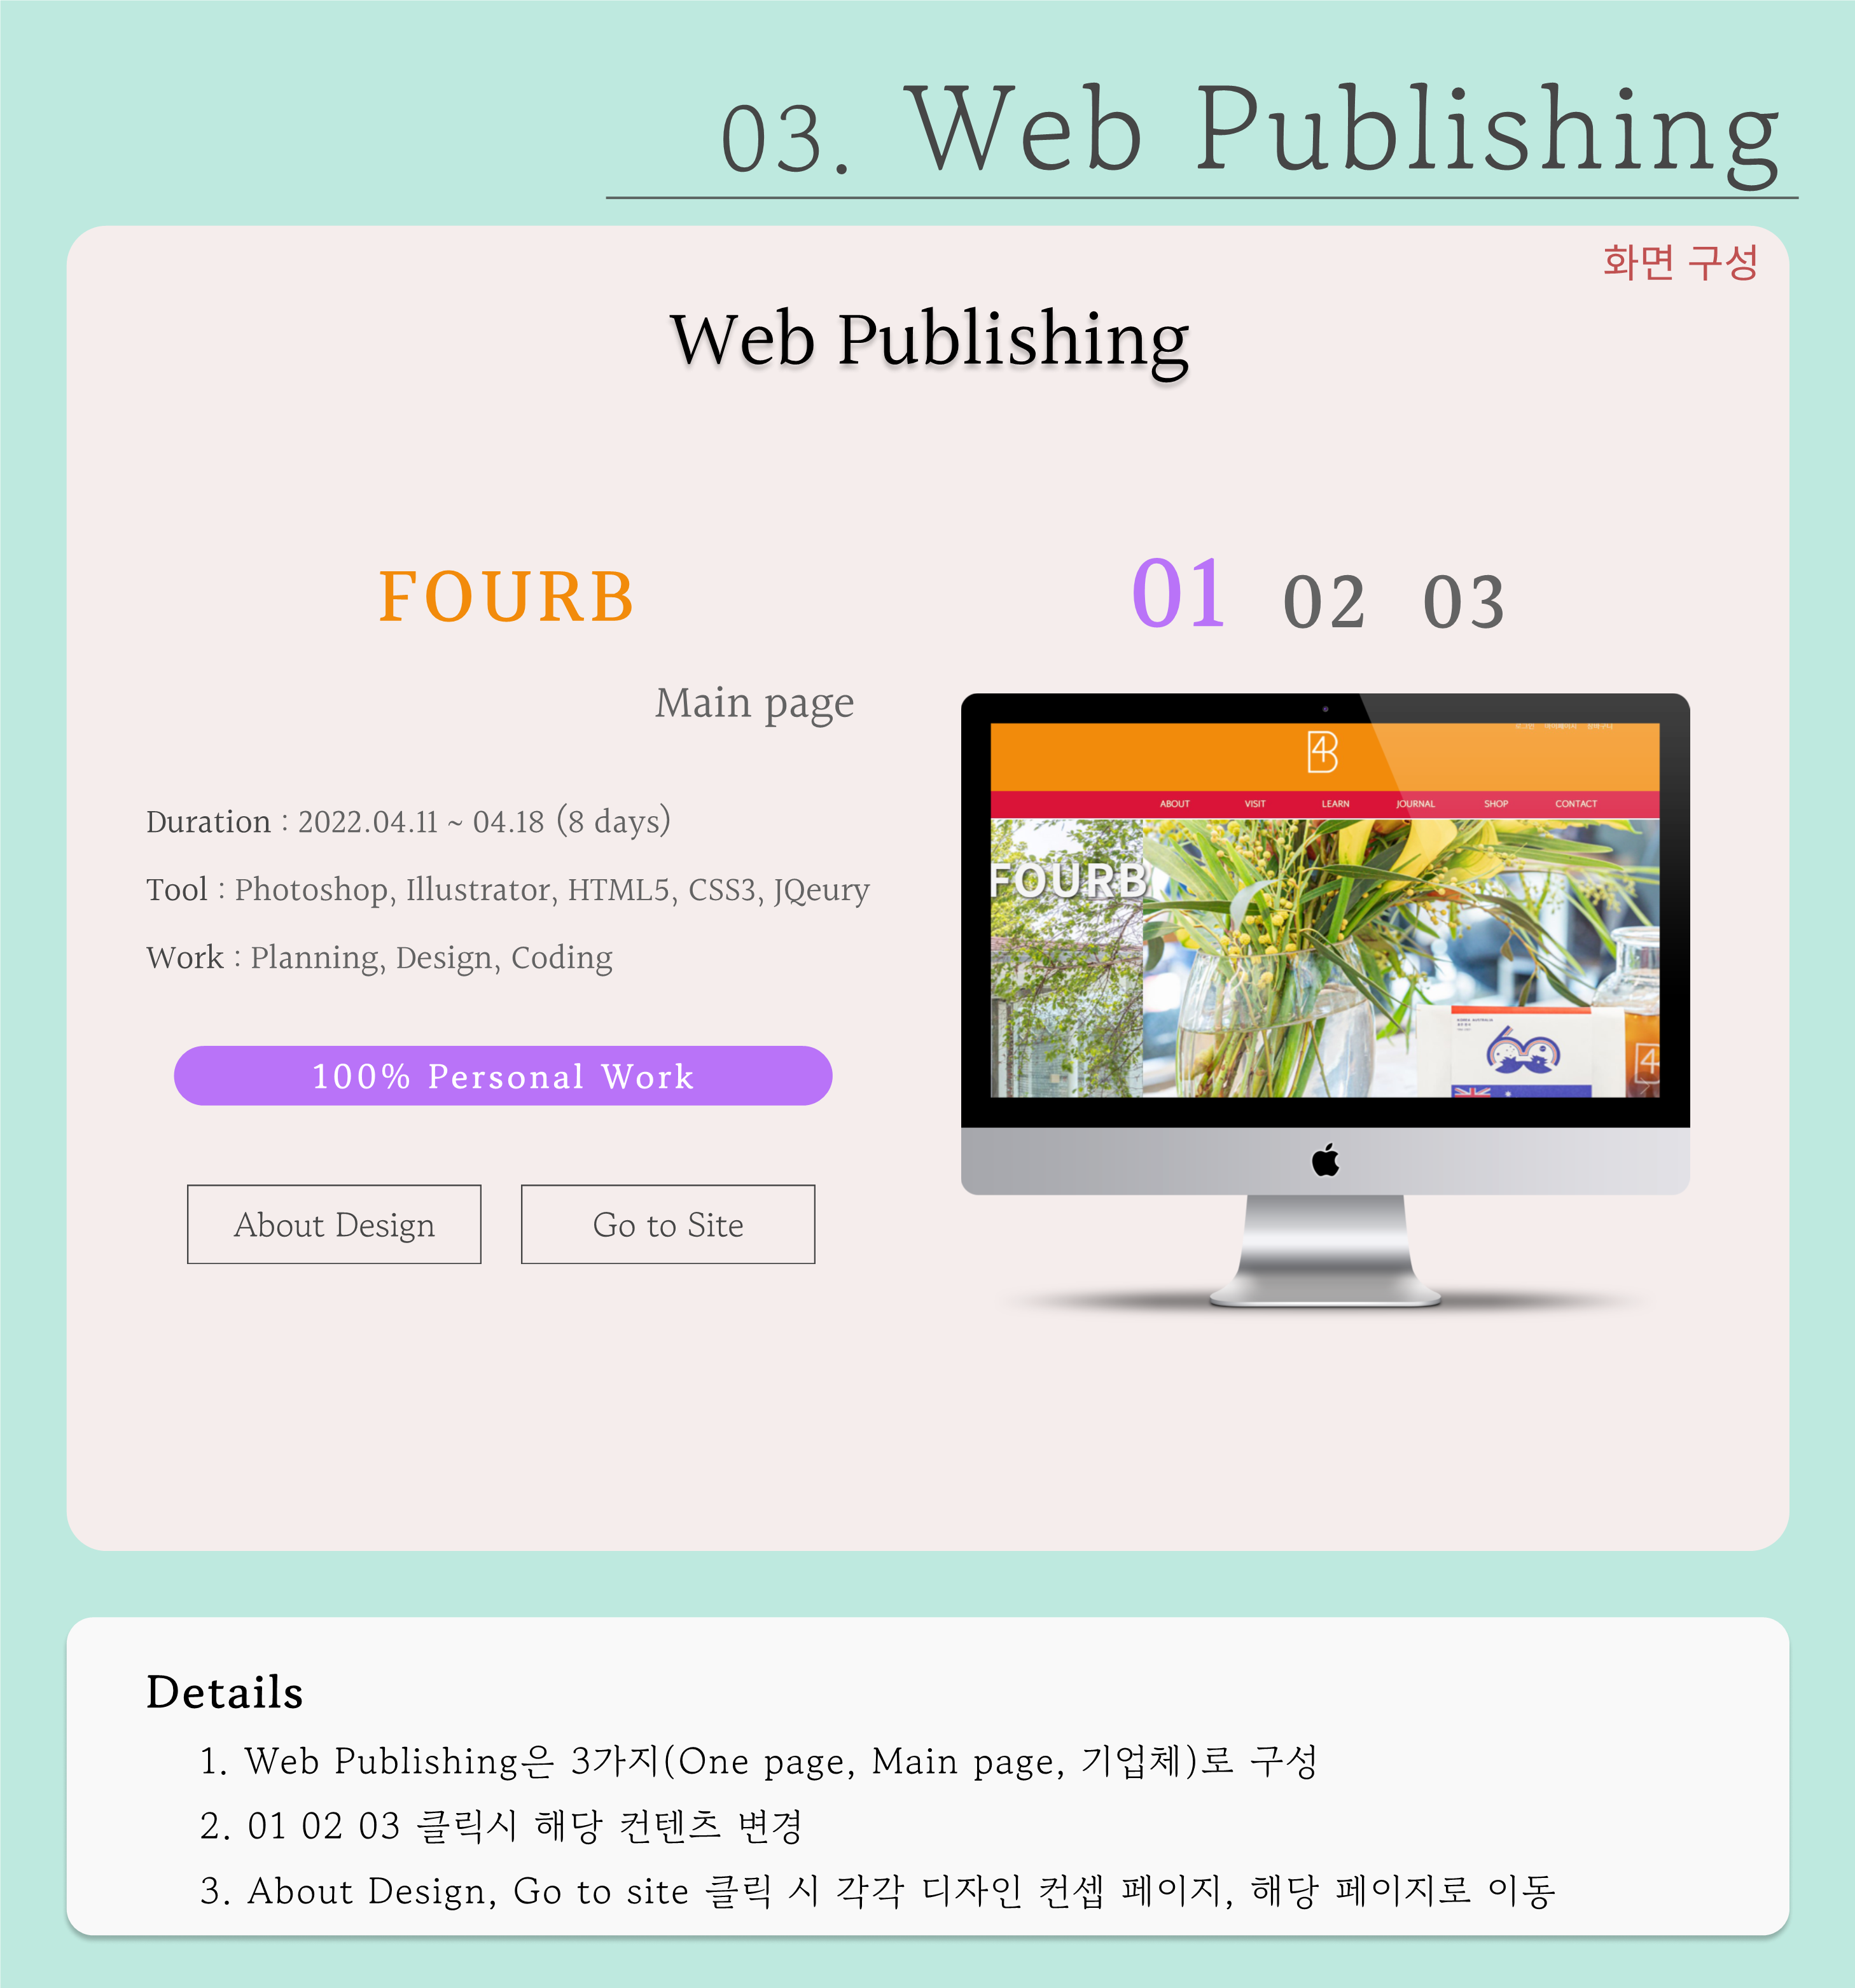 03. Web Publishing
화면 구성
Web Publishing
FOURB
01 02 03
Main page
Duration : 2022.04.11 ~ 04.18 (8 days)
Tool : Photoshop, Illustrator, HTML5, CSS3, JQeury
Work : Planning, Design, Coding
100% Personal Work
About Design
Go to Site
4B
ABOUT VISIT LEARN JOURNAL SHOP CONTACT
FOURB
60
4
Details
1. Web Publishing은 3가지(One page, Main page, 기업체)로 구성
2. 01 02 03 클릭시 해당 컨텐츠 변경
3. About Design, Go to site 클릭 시 각각 디자인 컨셉 페이지, 해당 페이지로 이동